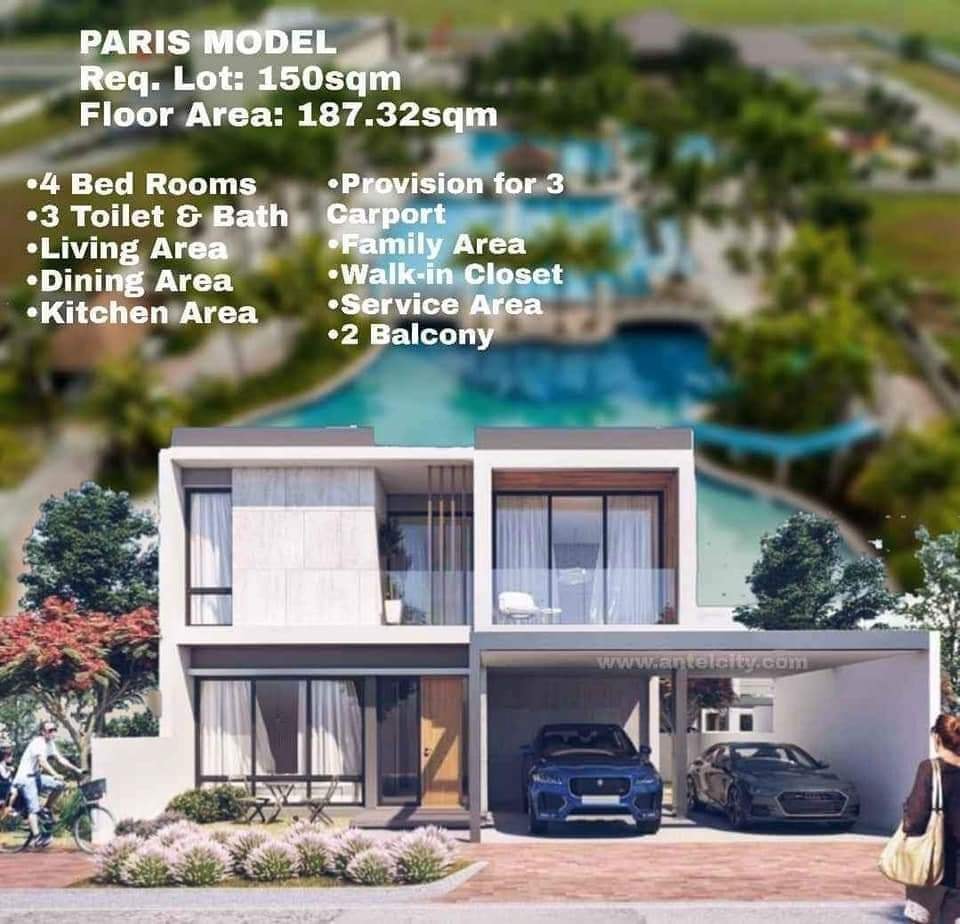 PARIS MODEL
Req. Lot: 150sqm
Floor Area: 187.32sqm
•4 Bed Rooms
•3 Toilet & Bath
•Living Area
•Dining Area
•Kitchen Area
•Provision for 3
Carport
•Family Area
•Walk-in Closet
•Service Area
•2 Balcony
www.antelcity.com